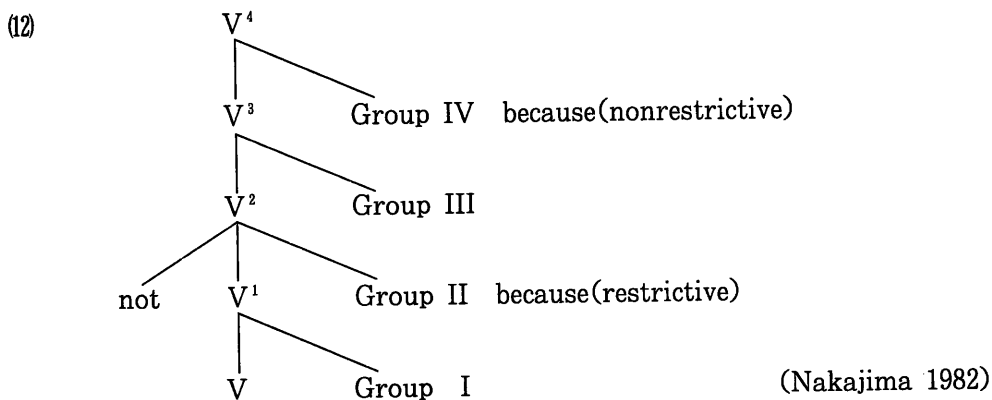 (12) V⁴
V³ Group IV because(nonrestrictive)
V² Group III
not V¹ Group II because(restrictive)
V Group I (Nakajima 1982)